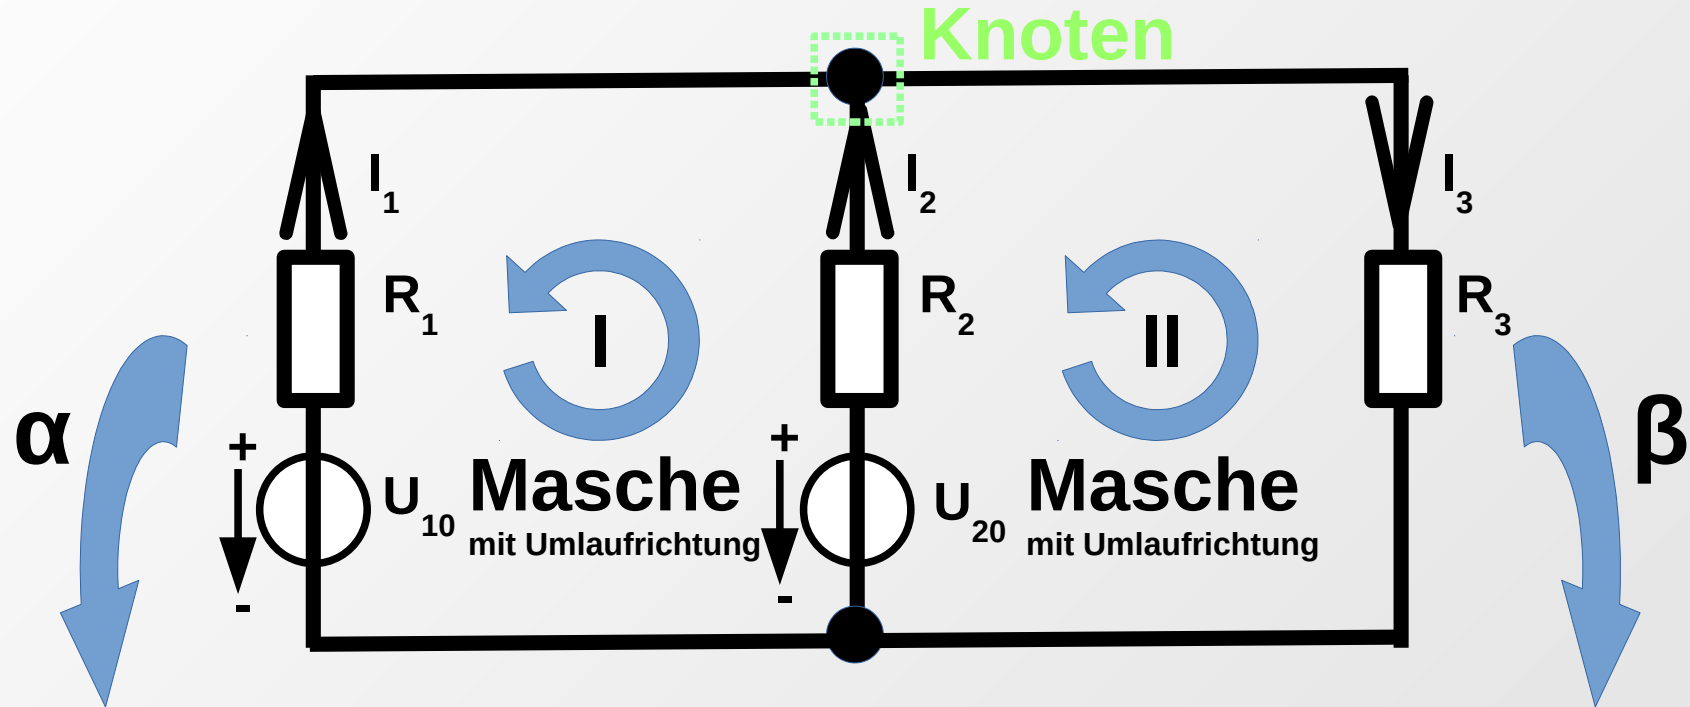 Knoten
I1
I2
I3
R1
R2
R3
I
II
α
β
+
+
U10
Masche
U20
Masche
mit Umlaufrichtung
mit Umlaufrichtung
-
-